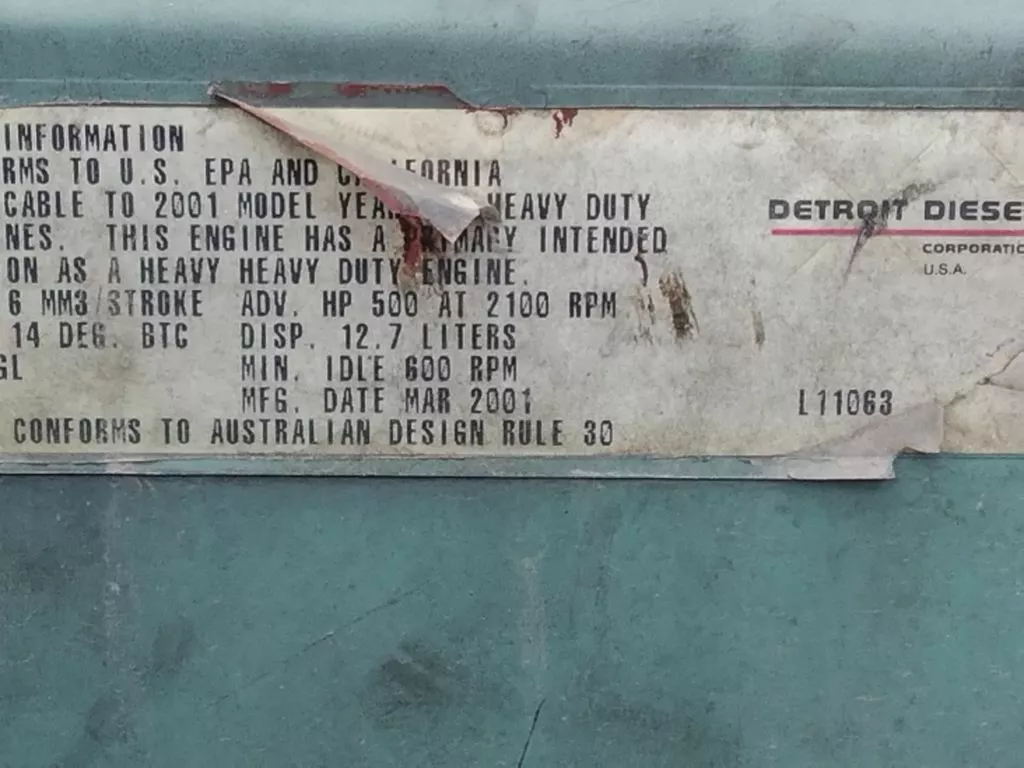 INFORMATION
RMS TO U.S. EPA AND CALIFORNIA
CABLE TO 2001 MODEL YEAR HEAVY DUTY
NES. THIS ENGINE HAS A PRIMARY INTENDED
ON AS A HEAVY HEAVY DUTY ENGINE.
6 MM3/STROKE ADV. HP 500 AT 2100 RPM
14 DEG. BTC DISP. 12.7 LITERS
GL MIN. IDLE 600 RPM
MFG. DATE MAR 2001
CONFORMS TO AUSTRALIAN DESIGN RULE 30
DETROIT DIESE
CORPORATIO
U.S.A.
L11063